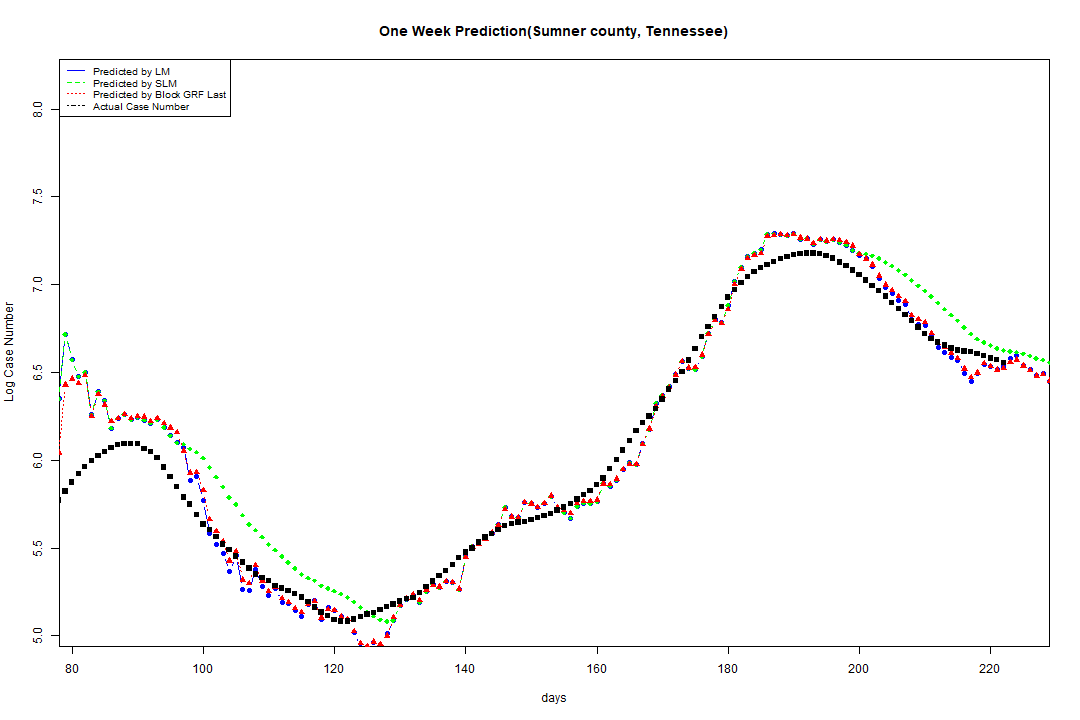 One Week Prediction(Sumner county, Tennessee)
Predicted by LM
Predicted by SLM
Predicted by Block GRF Last
Actual Case Number
8.0
7.5
7.0
6.5
6.0
5.5
5.0
Log Case Number
80 100 120 140 160 180 200 220
days